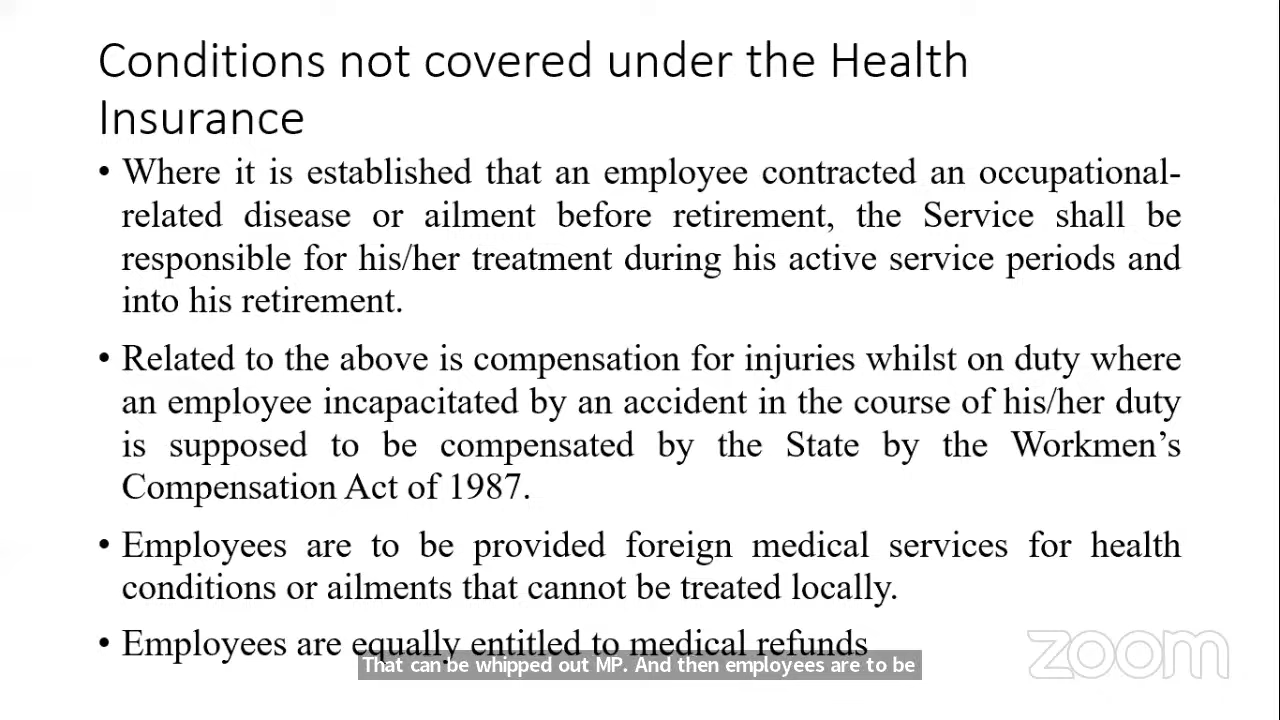 Conditions not covered under the Health
Insurance
• Where it is established that an employee contracted an occupational-
related disease or ailment before retirement, the Service shall be
responsible for his/her treatment during his active service periods and
into his retirement.
• Related to the above is compensation for injuries whilst on duty where
an employee incapacitated by an accident in the course of his/her duty
is supposed to be compensated by the State by the Workmen’s
Compensation Act of 1987.
• Employees are to be provided foreign medical services for health
conditions or ailments that cannot be treated locally.
• Employees are equally entitled to medical refunds
That can be whipped out MP. And then employees are to be
zoom